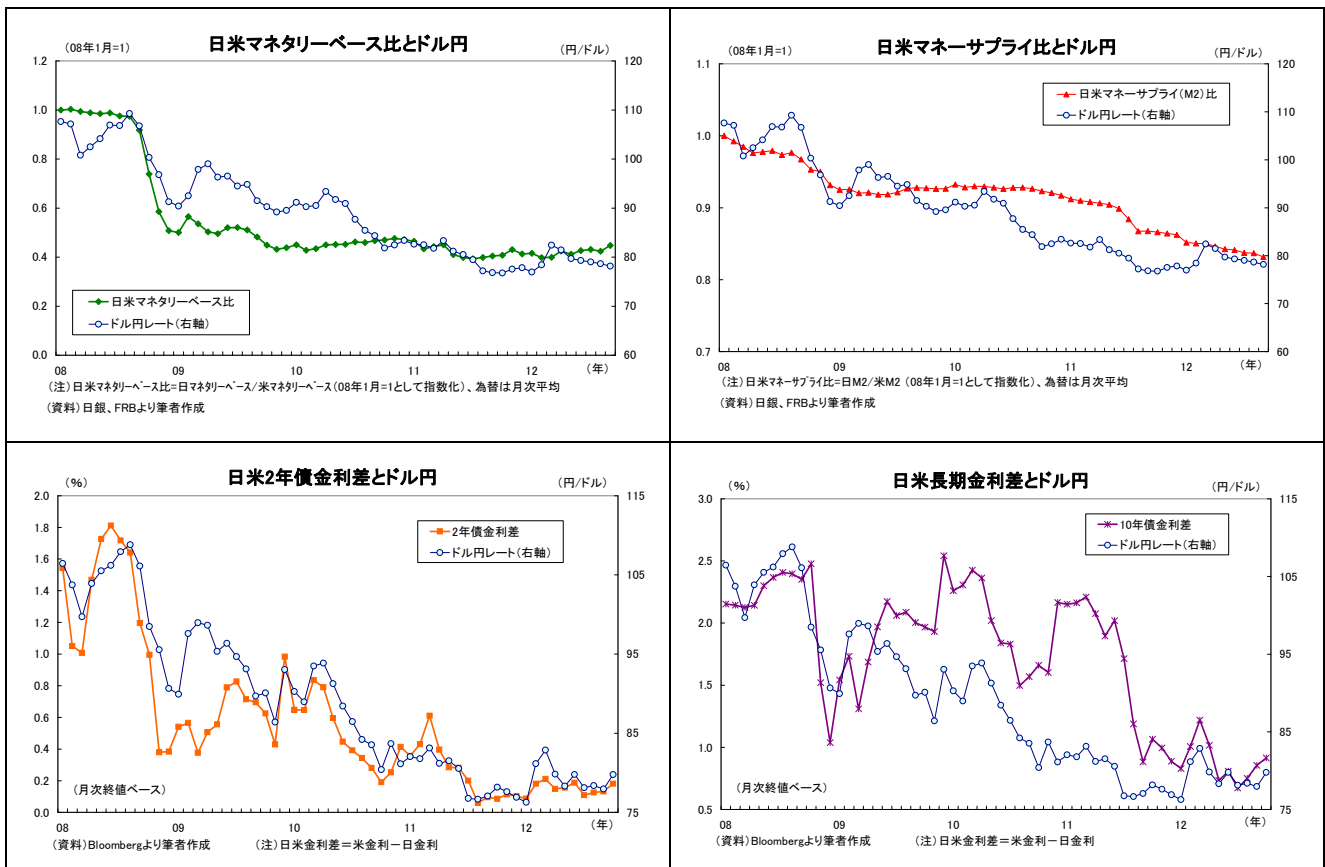 日米マネタリーベース比とドル円
(08年1月=1)
(円/ドル)
1.2
1.0
0.8
0.6
0.4
0.2
0.0
120
110
100
90
80
70
60
日米マネタリーベース比
ドル円レート(右軸)
08
09
10
11
12
(年)
(注)日米マネタリーベース比=日マネタリーベース/米マネタリーベース(08年1月=1として指数化)、為替は月次平均
(資料)日銀、FRBより筆者作成
日米マネーサプライ比とドル円
(08年1月=1)
(円/ドル)
1.1
1.0
0.9
0.8
0.7
120
110
100
90
80
70
60
日米マネーサプライ(M2)比
ドル円レート(右軸)
08
09
10
11
12
(年)
(注)日米マネーサプライ比=日M2/米M2 (08年1月=1として指数化)、為替は月次平均
(資料)日銀、FRBより筆者作成
日米2年債金利差とドル円
(%)
(円/ドル)
2.0
1.8
1.6
1.4
1.2
1.0
0.8
0.6
0.4
0.2
0.0
115
105
95
85
75
2年債金利差
ドル円レート(右軸)
(月次終値ベース)
08
09
10
11
12
(年)
(資料)Bloombergより筆者作成 (注)日米金利差=米金利-日金利
日米長期金利差とドル円
(%)
(円/ドル)
3.0
2.5
2.0
1.5
1.0
0.5
115
105
95
85
75
10年債金利差
ドル円レート(右軸)
(月次終値ベース)
08
09
10
11
12
(年)
(資料)Bloombergより筆者作成 (注)日米金利差=米金利-日金利